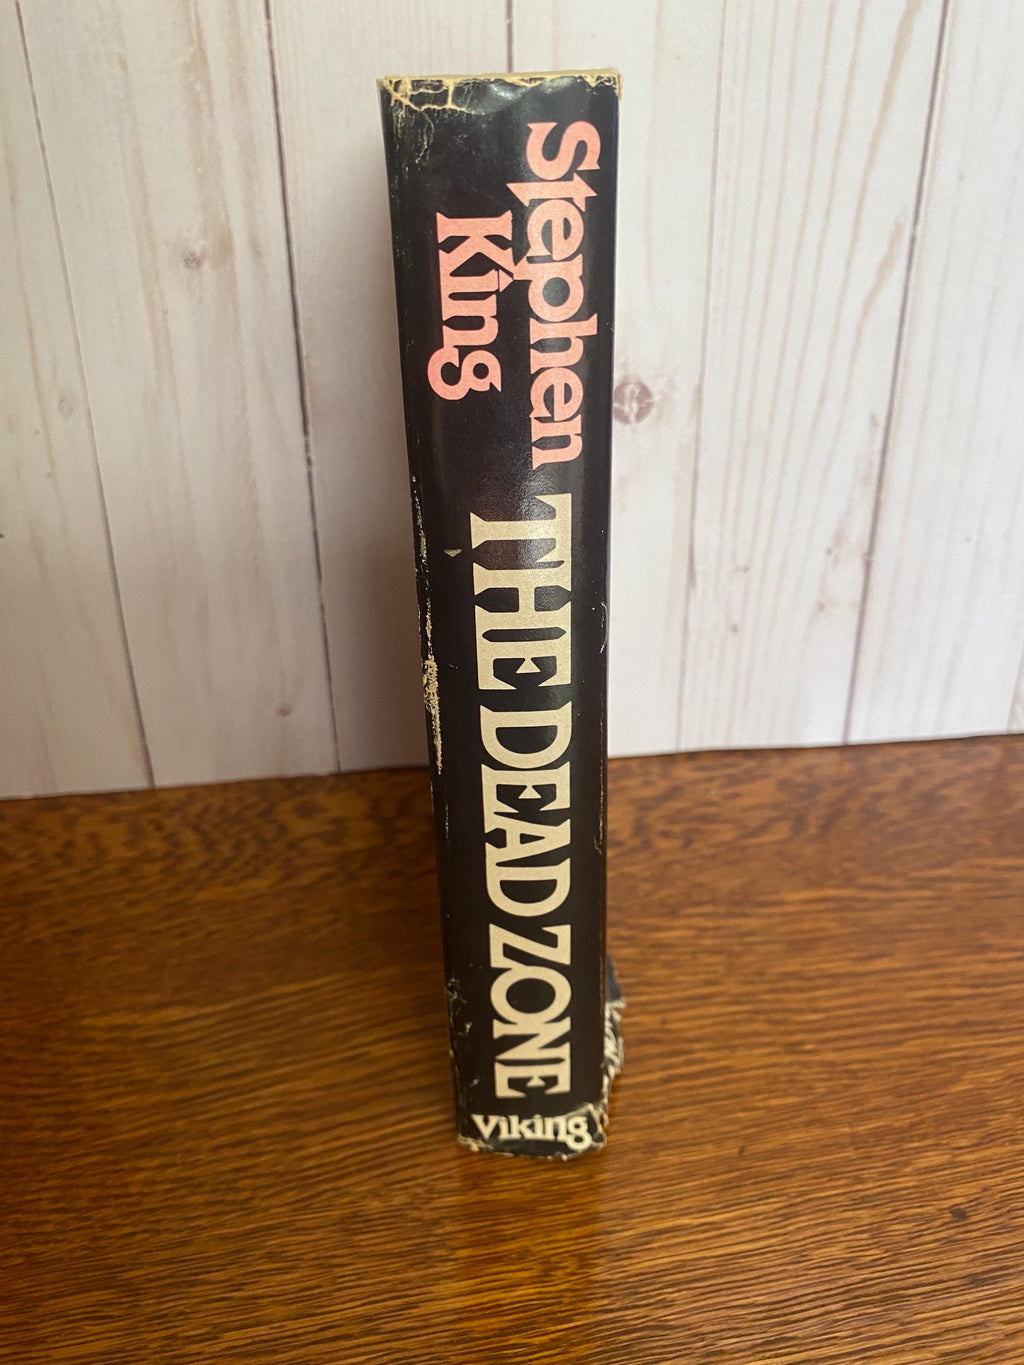 Stephen
King
THE DEAD ZONE
Viking